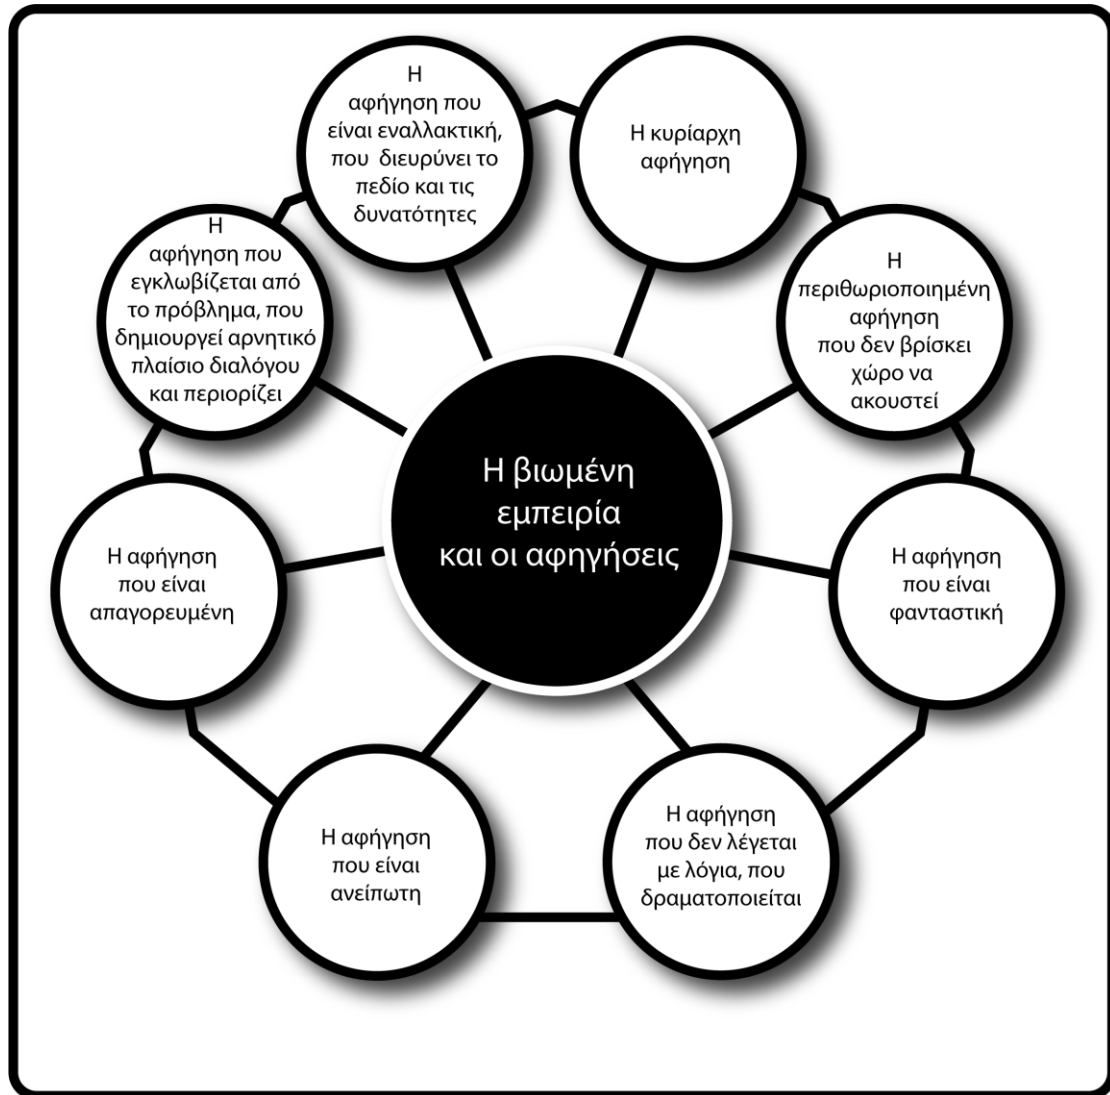 Η
αφήγηση που
είναι εναλλακτική,
που διευρύνει το
πεδίο και τις
δυνατότητες
Η κυρίαρχη
αφήγηση
Η
αφήγηση που
εγκλωβίζεται από
το πρόβλημα, που
δημιουργεί αρνητικό
πλαίσιο διαλόγου
και περιορίζει
Η
περιθωριοποιημένη
αφήγηση
που δεν βρίσκει
χώρο να
ακουστεί
Η βιωμένη
εμπειρία
και οι αφηγήσεις
Η αφήγηση
που είναι
απαγορευμένη
Η αφήγηση
που είναι
φανταστική
Η αφήγηση
που είναι
ανείπωτη
Η αφήγηση
που δεν λέγεται
με λόγια, που
δραματοποιείται